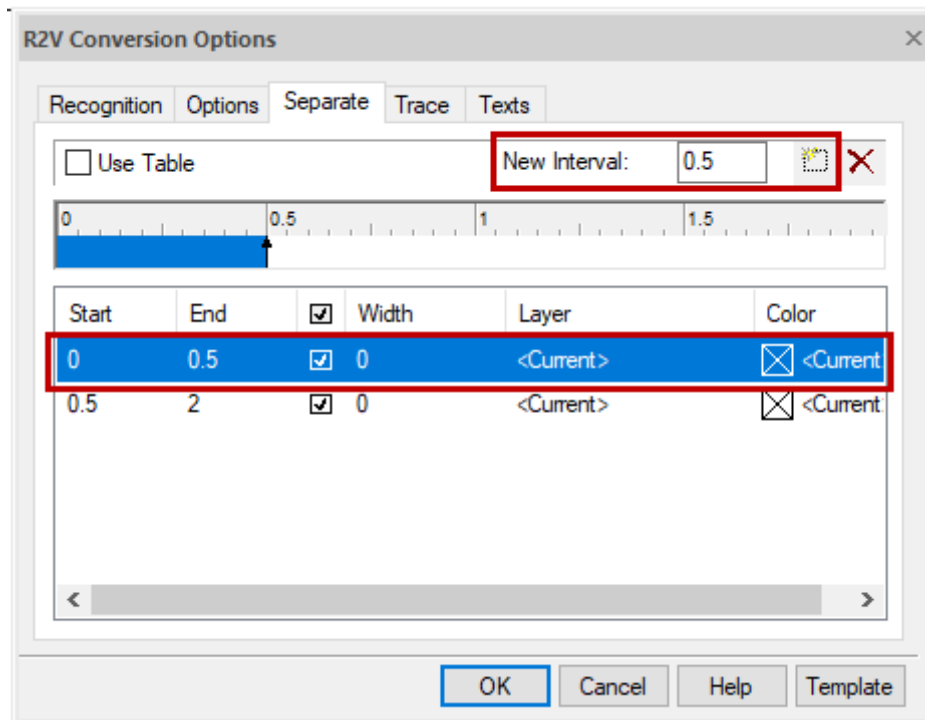 R2V Conversion Options
Recognition Options Separate Trace Texts
Use Table New Interval: 0.5
0 0.5 1 1.5
Start End Width Layer Color
0 0.5 0 <Current> <Current
0.5 2 0 <Current> <Current
OK Cancel Help Template